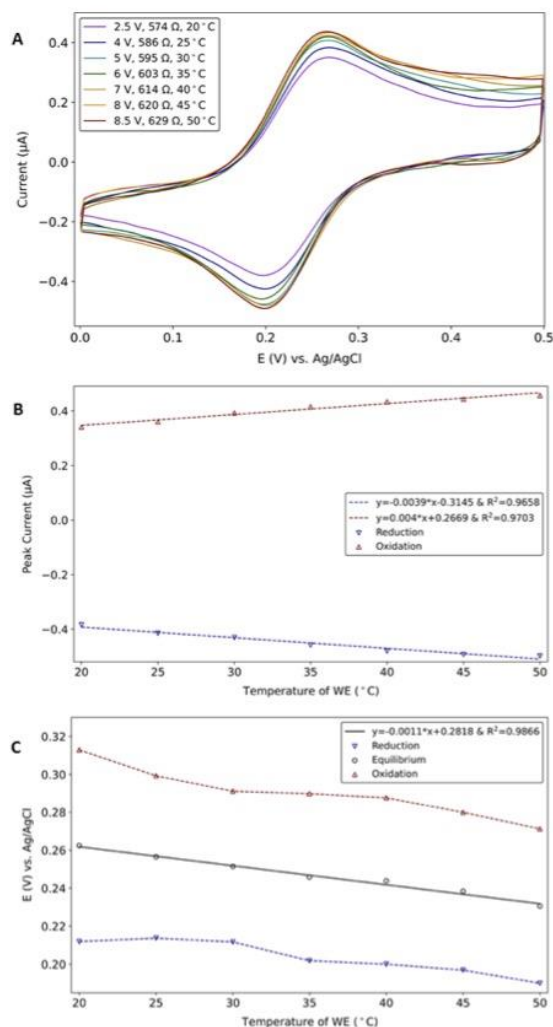 A
2.5 V, 574 Ω, 20°C
4 V, 586 Ω, 25°C
5 V, 595 Ω, 30°C
6 V, 603 Ω, 35°C
7 V, 614 Ω, 40°C
8 V, 620 Ω, 45°C
8.5 V, 629 Ω, 50°C
0.4
0.2
0.0
-0.2
-0.4
Current (μA)
0.0 0.1 0.2 0.3 0.4 0.5
E (V) vs. Ag/AgCl
B
0.4
0.2
0.0
-0.2
-0.4
Peak Current (μA)
y=-0.0039*x-0.3145 & R²=0.9658
y=0.004*x+0.2669 & R²=0.9703
Reduction
Oxidation
20 25 30 35 40 45 50
Temperature of WE (°C)
C
0.32
0.30
0.28
0.26
0.24
0.22
0.20
E (V) vs. Ag/AgCl
y=-0.0011*x+0.2818 & R²=0.9866
Reduction
Equilibrium
Oxidation
20 25 30 35 40 45 50
Temperature of WE (°C)